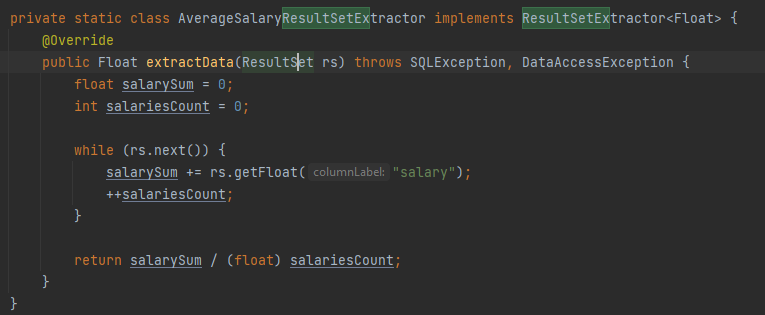 private static class AverageSalaryResultSetExtractor implements ResultSetExtractor<Float> {
@Override
public Float extractData(ResultSet rs) throws SQLException, DataAccessException {
float salarySum = 0;
int salariesCount = 0;
while (rs.next()) {
salarySum += rs.getFloat( columnLabel: "salary");
++salariesCount;
}
return salarySum / (float) salariesCount;
}
}